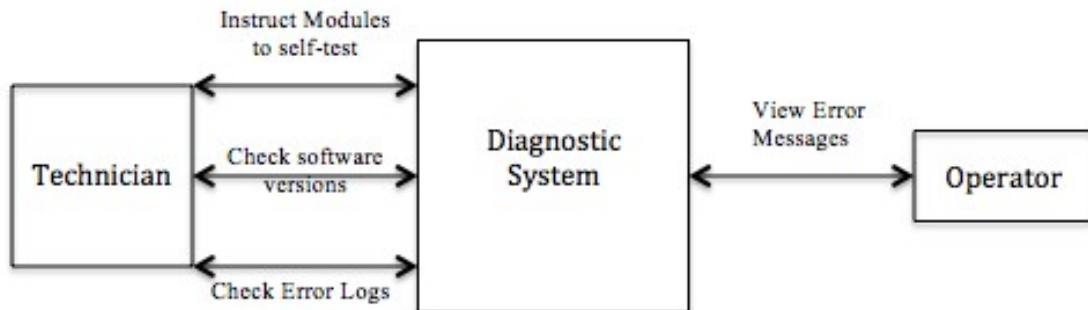 Instruct Modules
to self-test
Technician
Check software
versions
Check Error Logs
Diagnostic
System
View Error
Messages
Operator